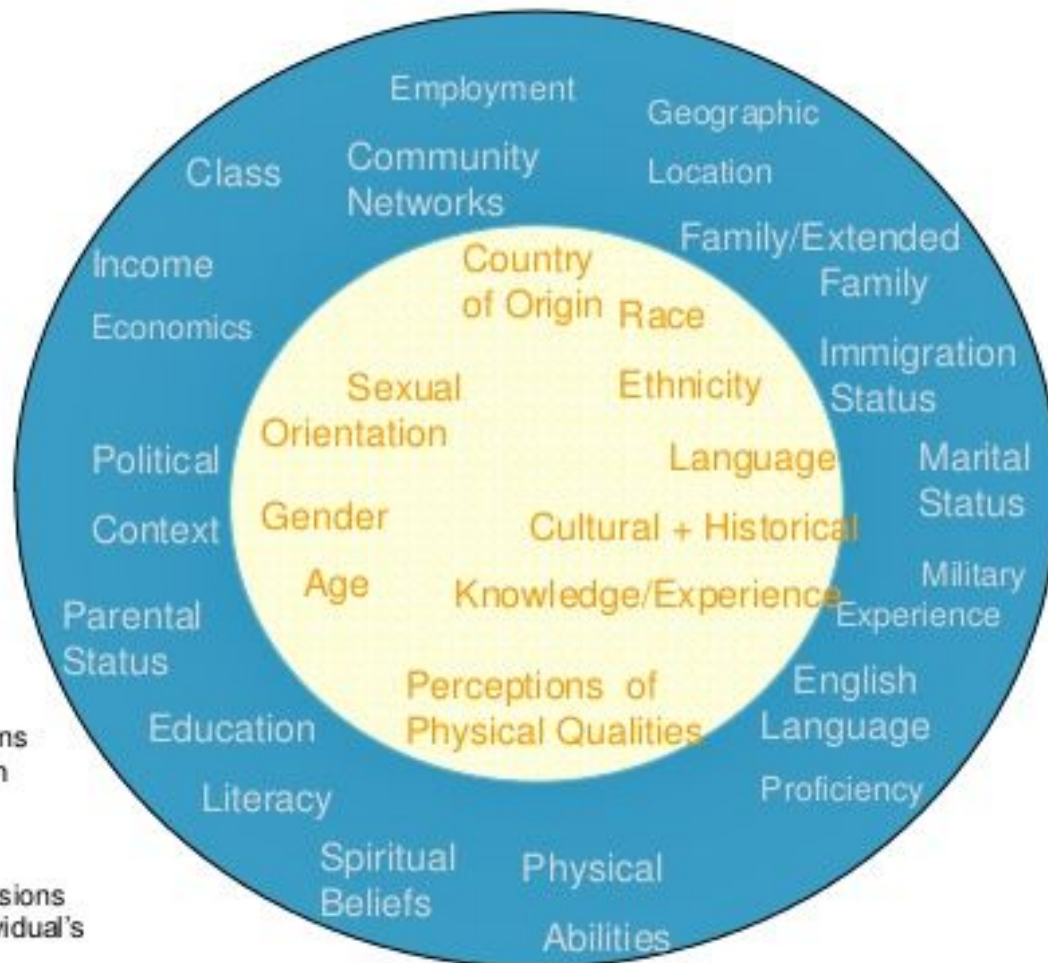 Employment
Geographic
Location
Class
Community
Networks
Family/Extended
Family
Income
Economics
Country
of Origin
Race
Immigration
Status
Sexual
Orientation
Ethnicity
Political
Context
Language
Marital
Status
Gender
Cultural + Historical
Age
Knowledge/Experience
Military
Experience
Parental
Status
Perceptions of
Physical Qualities
English
Language
Proficiency
Education
Literacy
Spiritual
Beliefs
Physical
Abilities